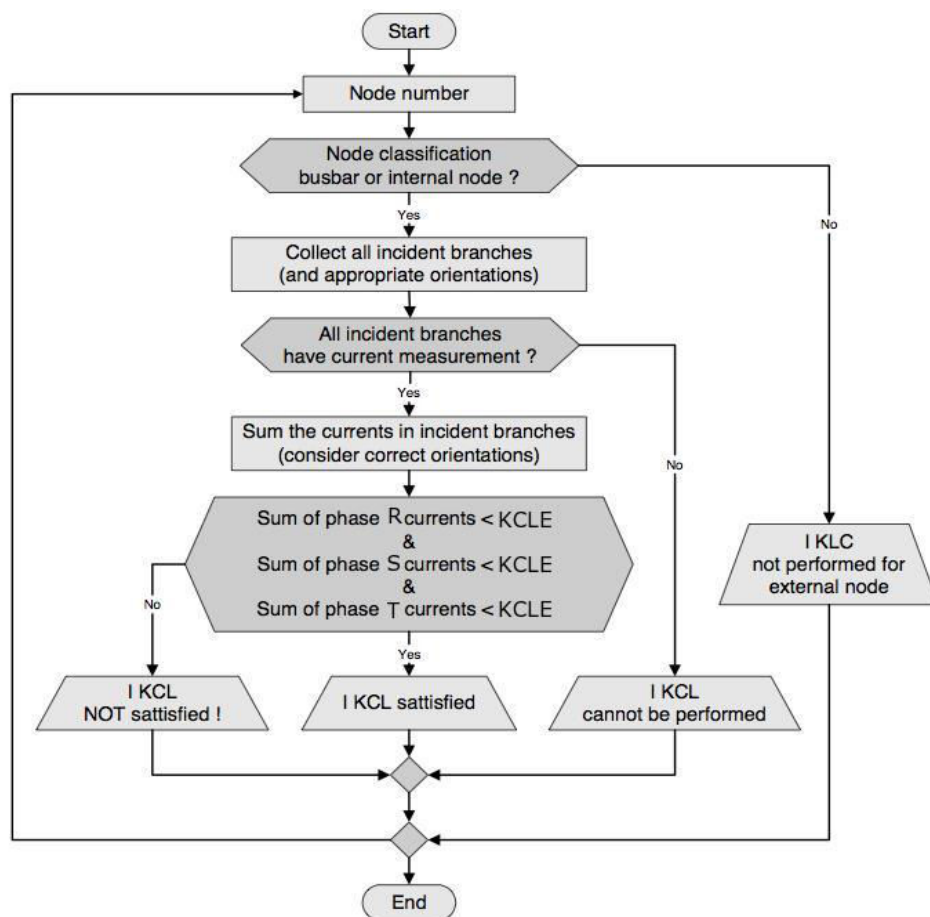 Start
Node number
Node classification
busbar or internal node ?
No
Yes
Collect all incident branches
(and appropriate orientations)
All incident branches
have current measurement ?
Yes
Sum the currents in incident branches
(consider correct orientations)
No
Sum of phase R currents < KCLE
&
Sum of phase S currents < KCLE
&
Sum of phase T currents < KCLE
I KLC
not performed for
external node
No
Yes
I KCL
NOT sattisfied !
I KCL sattisfied
I KCL
cannot be performed
End